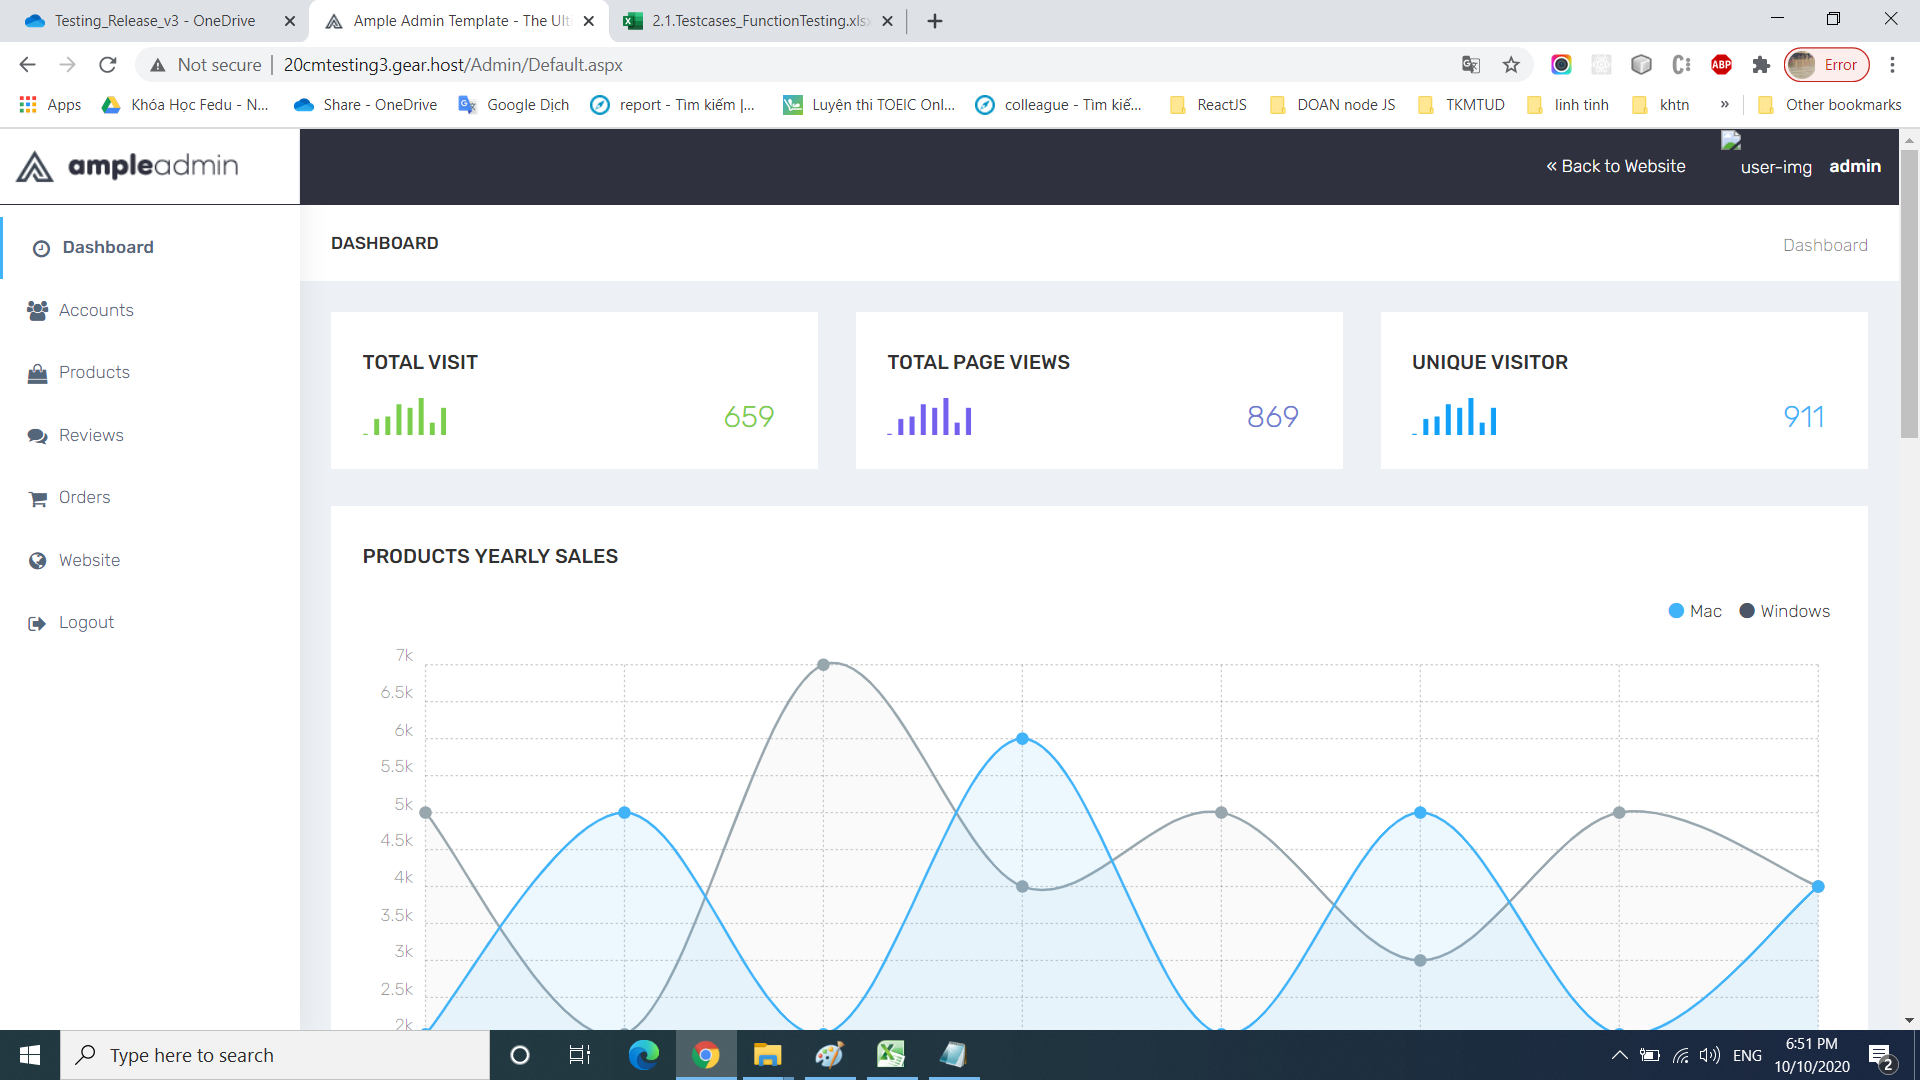 Testing_Release_v3 - OneDrive
Ample Admin Template - The Ult
2.1.Testcases_FunctionTesting.xlsx
Not secure | 20cmtesting3.gear.host/Admin/Default.aspx
ABP
Error
Apps
Khóa Học Fedu - N...
Share - OneDrive
Google Dịch
report - Tìm kiếm |...
Luyện thi TOEIC Onl...
colleague - Tìm kiế...
ReactJS
DOAN node JS
TKMTUD
linh tinh
khtn
»
Other bookmarks
ampleadmin
« Back to Website
user-img
admin
Dashboard
Accounts
Products
Reviews
Orders
Website
Logout
DASHBOARD
Dashboard
TOTAL VISIT
659
TOTAL PAGE VIEWS
869
UNIQUE VISITOR
911
PRODUCTS YEARLY SALES
Mac
Windows
7k
6.5k
6k
5.5k
5k
4.5k
4k
3.5k
3k
2.5k
2k
Type here to search
ENG
6:51 PM
10/10/2020
2